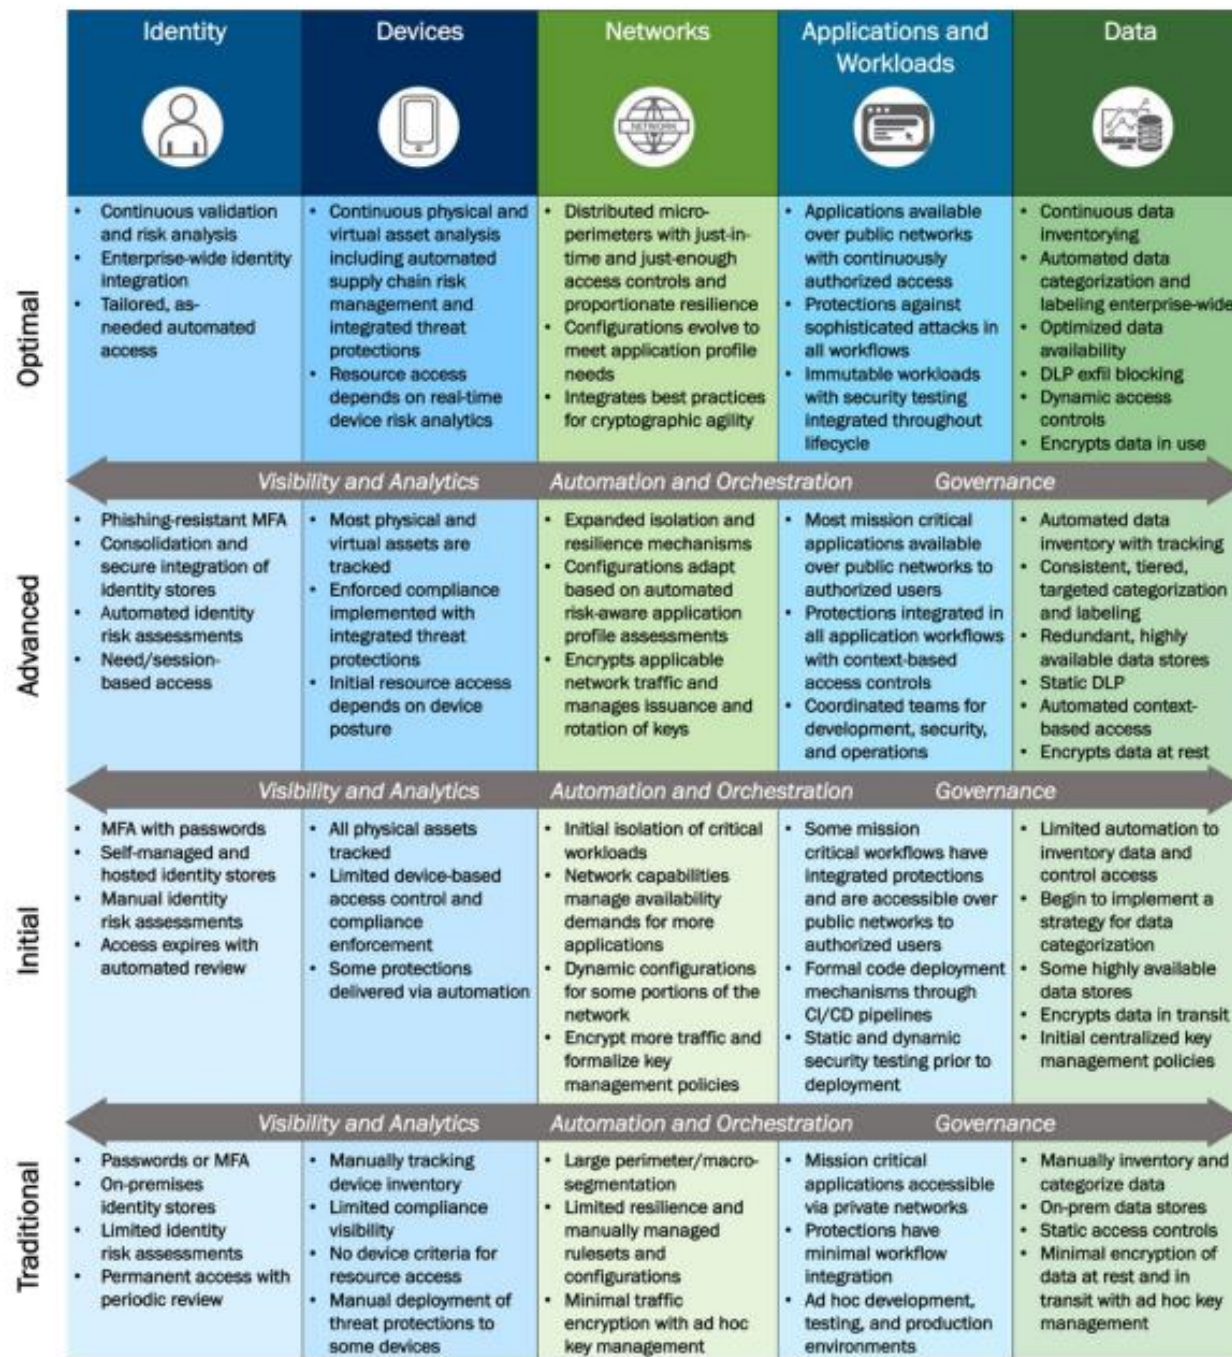 Identity
Devices
Networks
Applications and
Workloads
Data
NETWORK
Optimal
• Continuous validation
and risk analysis
• Enterprise-wide identity
integration
• Tailored, as-
needed automated
access
• Continuous physical and
virtual asset analysis
including automated
supply chain risk
management and
integrated threat
protections
• Resource access
depends on real-time
device risk analytics
• Distributed micro-
perimeters with just-in-
time and just-enough
access controls and
proportionate resilience
• Configurations evolve to
meet application profile
needs
• Integrates best practices
for cryptographic agility
• Applications available
over public networks
with continuously
authorized access
• Protections against
sophisticated attacks in
all workflows
• Immutable workloads
with security testing
integrated throughout
lifecycle
• Continuous data
inventorying
• Automated data
categorization and
labeling enterprise-wide
• Optimized data
availability
• DLP exfil blocking
• Dynamic access
controls
• Encrypts data in use
Visibility and Analytics Automation and Orchestration Governance
Advanced
• Phishing-resistant MFA
• Consolidation and
secure integration of
identity stores
• Automated identity
risk assessments
• Need/session-
based access
• Most physical and
virtual assets are
tracked
• Enforced compliance
implemented with
integrated threat
protections
• Initial resource access
depends on device
posture
• Expanded isolation and
resilience mechanisms
• Configurations adapt
based on automated
risk-aware application
profile assessments
• Encrypts applicable
network traffic and
manages issuance and
rotation of keys
• Most mission critical
applications available
over public networks to
authorized users
• Protections integrated in
all application workflows
with context-based
access controls
• Coordinated teams for
development, security,
and operations
• Automated data
inventory with tracking
• Consistent, tiered,
targeted categorization
and labeling
• Redundant, highly
available data stores
• Static DLP
• Automated context-
based access
• Encrypts data at rest
Visibility and Analytics Automation and Orchestration Governance
Initial
• MFA with passwords
• Self-managed and
hosted identity stores
• Manual identity
risk assessments
• Access expires with
automated review
• All physical assets
tracked
• Limited device-based
access control and
compliance
enforcement
• Some protections
delivered via automation
• Initial isolation of critical
workloads
• Network capabilities
manage availability
demands for more
applications
• Dynamic configurations
for some portions of the
network
• Encrypt more traffic and
formalize key
management policies
• Some mission
critical workflows have
integrated protections
and are accessible over
public networks to
authorized users
• Formal code deployment
mechanisms through
CI/CD pipelines
• Static and dynamic
security testing prior to
deployment
• Limited automation to
inventory data and
control access
• Begin to implement a
strategy for data
categorization
• Some highly available
data stores
• Encrypts data in transit
• Initial centralized key
management policies
Visibility and Analytics Automation and Orchestration Governance
Traditional
• Passwords or MFA
• On-premises
identity stores
• Limited identity
risk assessments
• Permanent access with
periodic review
• Manually tracking
device inventory
• Limited compliance
visibility
• No device criteria for
resource access
• Manual deployment of
threat protections to
some devices
• Large perimeter/macro-
segmentation
• Limited resilience and
manually managed
rulesets and
configurations
• Minimal traffic
encryption with ad hoc
key management
• Mission critical
applications accessible
via private networks
• Protections have
minimal workflow
integration
• Ad hoc development,
testing, and production
environments
• Manually inventory and
categorize data
• On-prem data stores
• Static access controls
• Minimal encryption of
data at rest and in
transit with ad hoc key
management